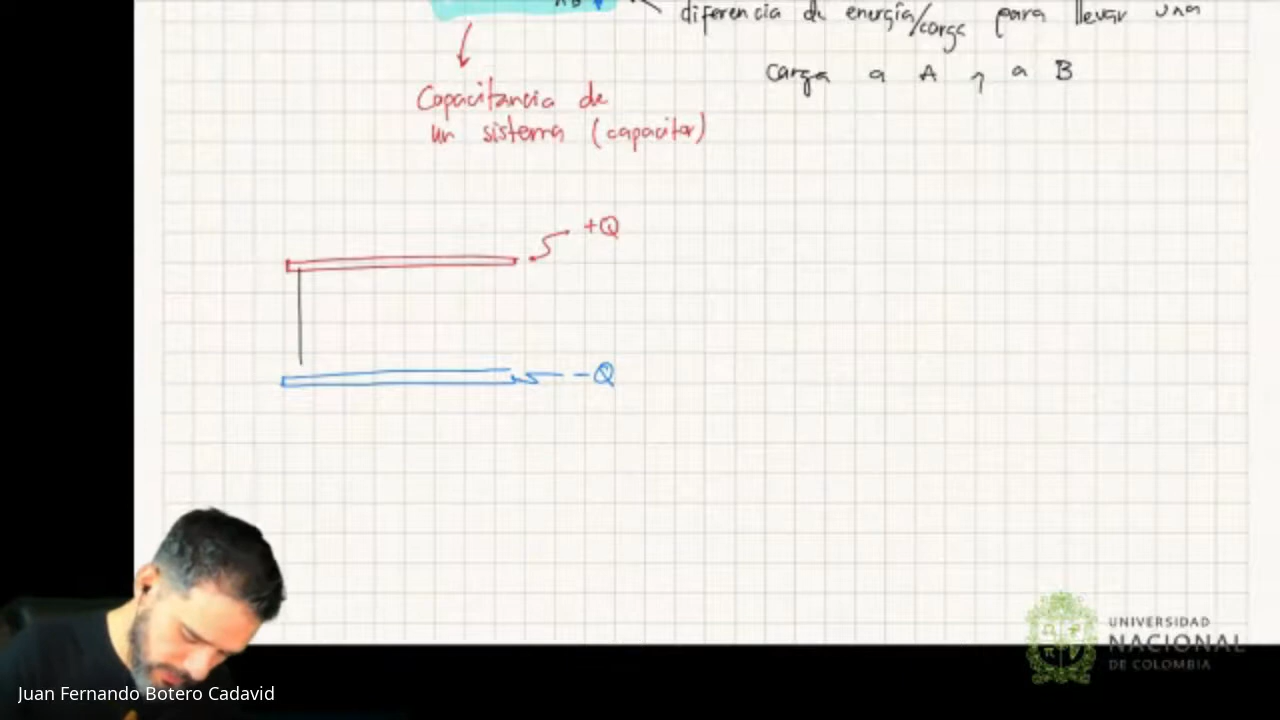 AB
diferencia de energía/carga para llevar una
carga a A y a B
Capacitancia de
un sistema (capacitor)
+Q
-Q
UNIVERSIDAD
NACIONAL
DE COLOMBIA
Juan Fernando Botero Cadavid